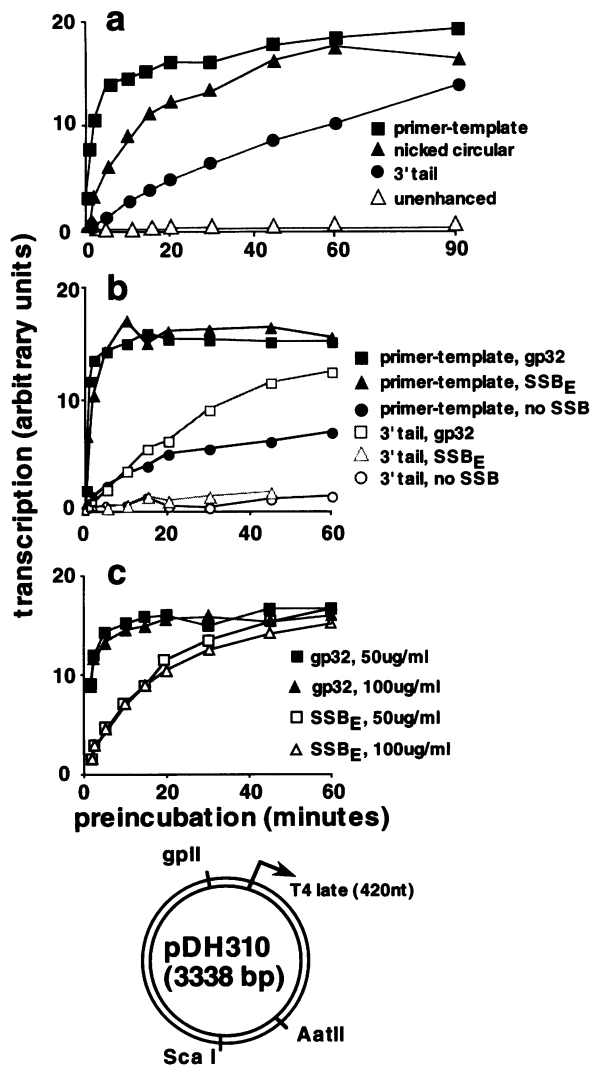 a
20
10
0
0
20
40
60
90
primer-template
nicked circular
3' tail
unenhanced
transcription (arbitrary units)
b
20
10
0
0
20
40
60
primer-template, gp32
primer-template, SSBE
primer-template, no SSB
3' tail, gp32
3' tail, SSBE
3' tail, no SSB
c
20
10
0
0
20
40
60
gp32, 50ug/ml
gp32, 100ug/ml
SSBE, 50ug/ml
SSBE, 100ug/ml
preincubation (minutes)
gpII
T4 late (420nt)
pDH310
(3338 bp)
AatII
Sca I